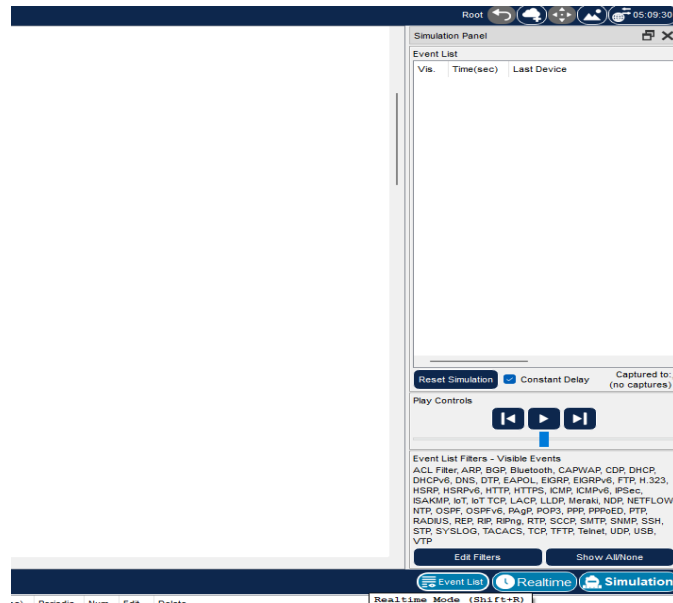 Root 05:09:30
Simulation Panel
Event List
Vis. Time(sec) Last Device
Reset Simulation Constant Delay Captured to:
(no captures)
Play Controls
Event List Filters - Visible Events
ACL Filter, ARP, BGP, Bluetooth, CAPWAP, CDP, DHCP,
DHCPv6, DNS, DTP, EAPOL, EIGRP, EIGRPv6, FTP, H.323,
HSRP, HSRPv6, HTTP, HTTPS, ICMP, ICMPv6, IPSec,
ISAKMP, IoT, IoT TCP, LACP, LLDP, Meraki, NDP, NETFLOW
NTP, OSPF, OSPFv6, PAgP, POP3, PPP, PPPoED, PTP,
RADIUS, REP, RIP, RIPng, RTP, SCCP, SMTP, SNMP, SSH,
STP, SYSLOG, TACACS, TCP, TFTP, Telnet, UDP, USB,
VTP
Edit Filters Show All/None
Event List Realtime Simulation
Realtime Mode (Shift+R)
Periodic Num Edit Delete